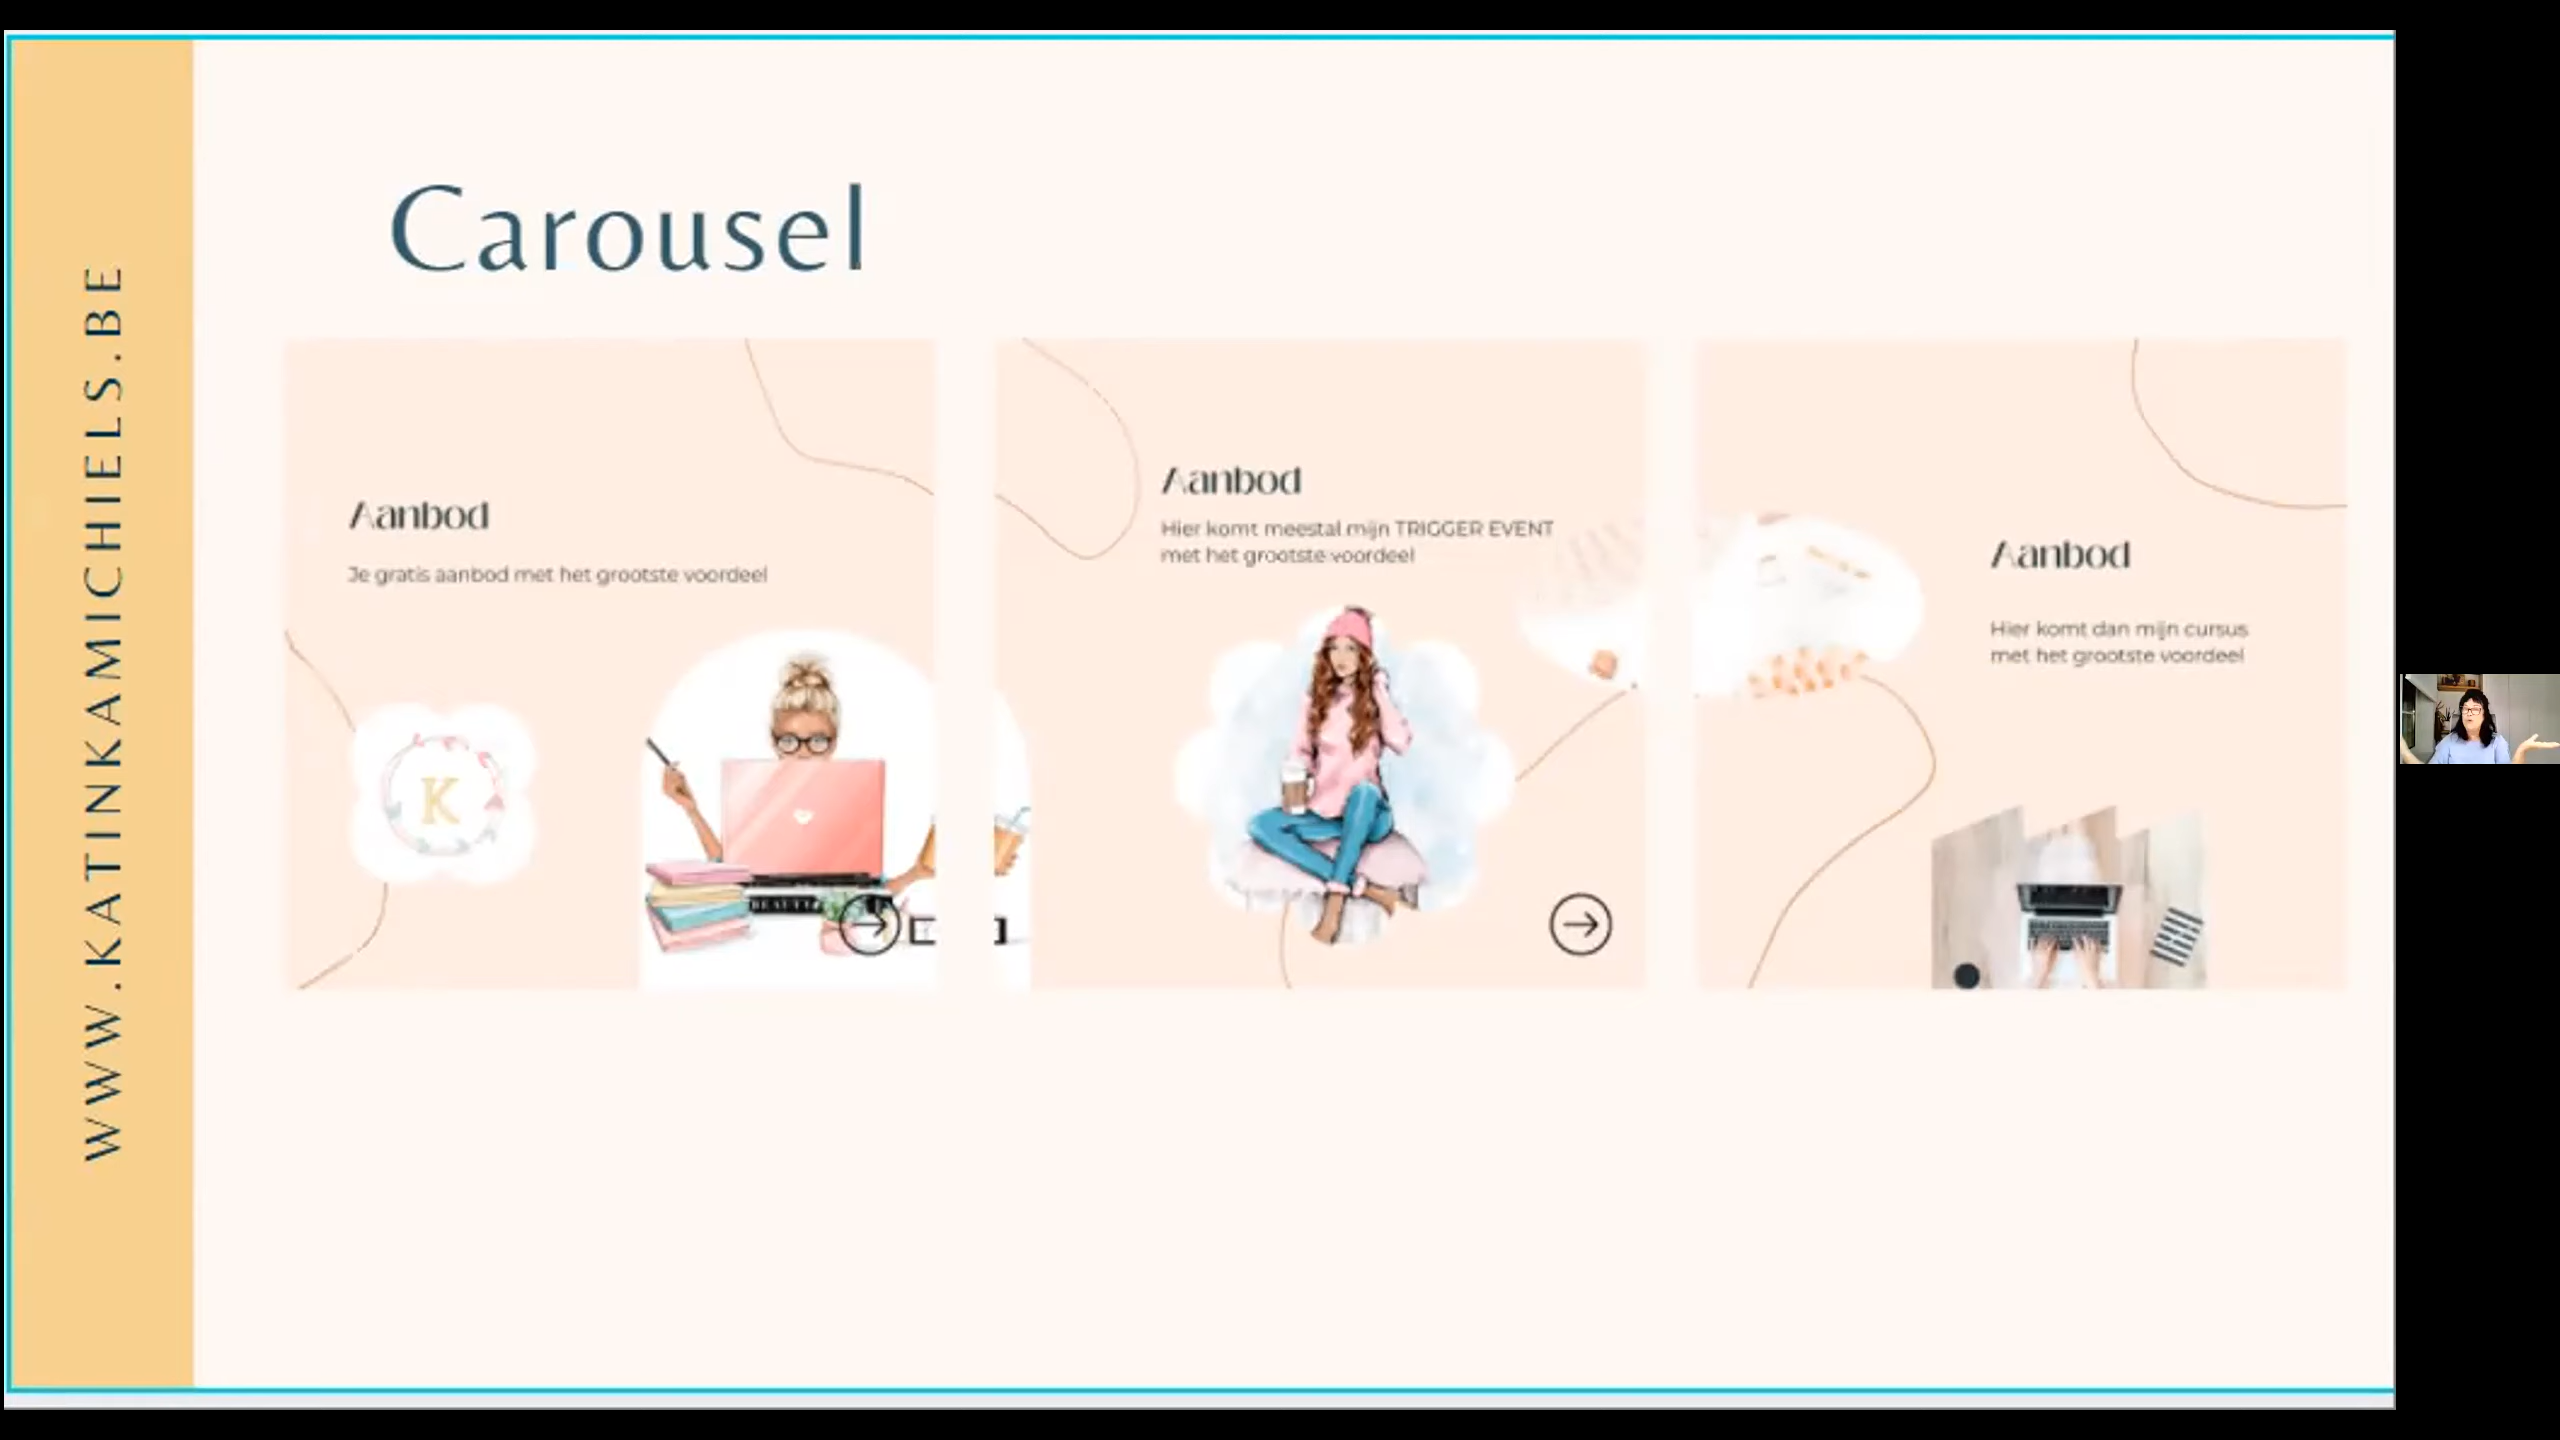 WWW.KATINKAMICHIELS.BE
Carousel
Aanbod
Je gratis aanbod met het grootste voordeel
K
BEAUTY
Aanbod
Hier komt meestal mijn TRIGGER EVENT
met het grootste voordeel
Aanbod
Hier komt dan mijn cursus
met het grootste voordeel